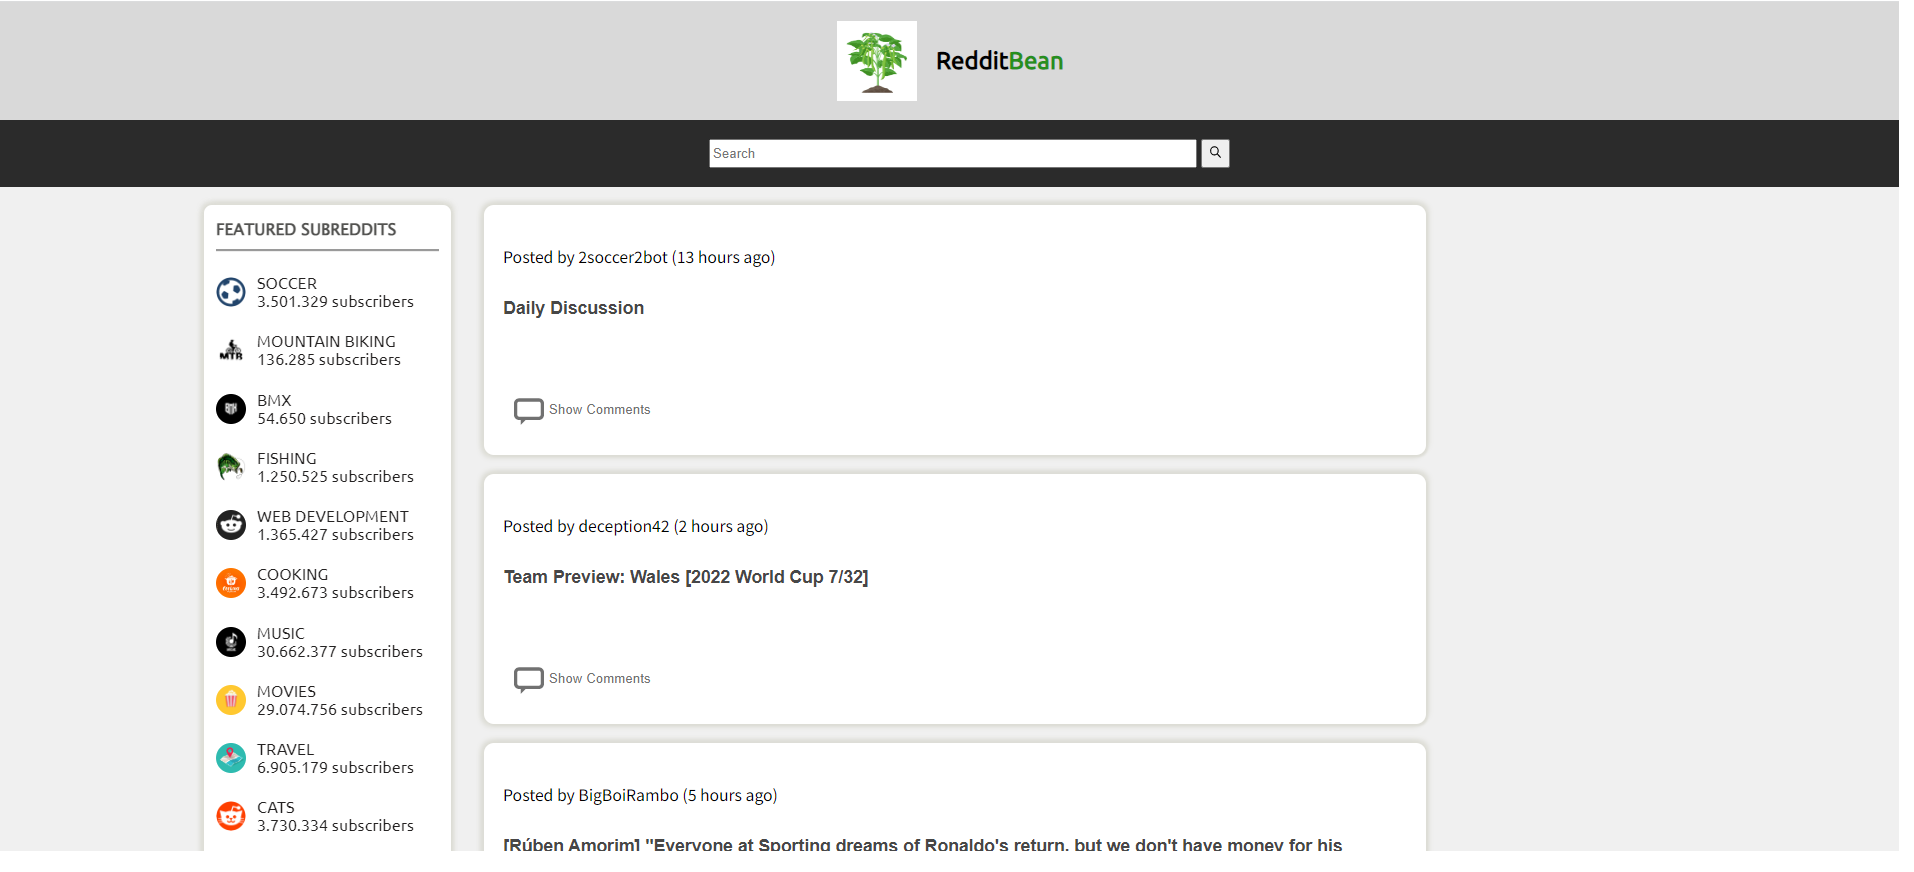 RedditBean
Search
FEATURED SUBREDDITS
SOCCER
3.501.329 subscribers
MOUNTAIN BIKING
136.285 subscribers
MTB
BMX
54.650 subscribers
FISHING
1.250.525 subscribers
WEB DEVELOPMENT
1.365.427 subscribers
COOKING
3.492.673 subscribers
MUSIC
30.662.377 subscribers
MOVIES
29.074.756 subscribers
TRAVEL
6.905.179 subscribers
CATS
3.730.334 subscribers
Posted by 2soccer2bot (13 hours ago)
Daily Discussion
Show Comments
Posted by deception42 (2 hours ago)
Team Preview: Wales [2022 World Cup 7/32]
Show Comments
Posted by BigBoiRambo (5 hours ago)
[Rúben Amorim] "Everyone at Sporting dreams of Ronaldo's return, but we don't have money for his